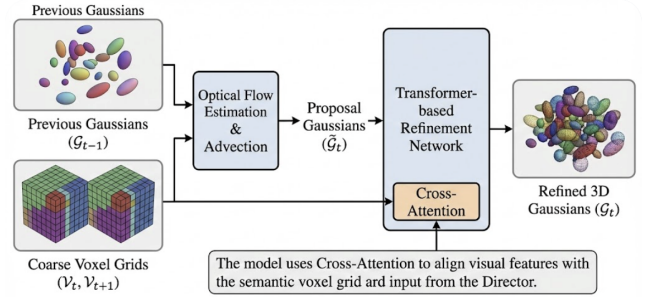 Previous Gaussians
Previous Gaussians
(𝒢ₜ₋₁)
Optical Flow
Estimation
&
Advection
Proposal
Gaussians
(𝒢̃ₜ)
Transformer-
based
Refinement
Network
Cross-
Attention
Refined 3D
Gaussians (𝒢ₜ)
Coarse Voxel Grids
(𝒱ₜ, 𝒱ₜ₊₁)
The model uses Cross-Attention to align visual features with
the semantic voxel grid ard input from the Director.